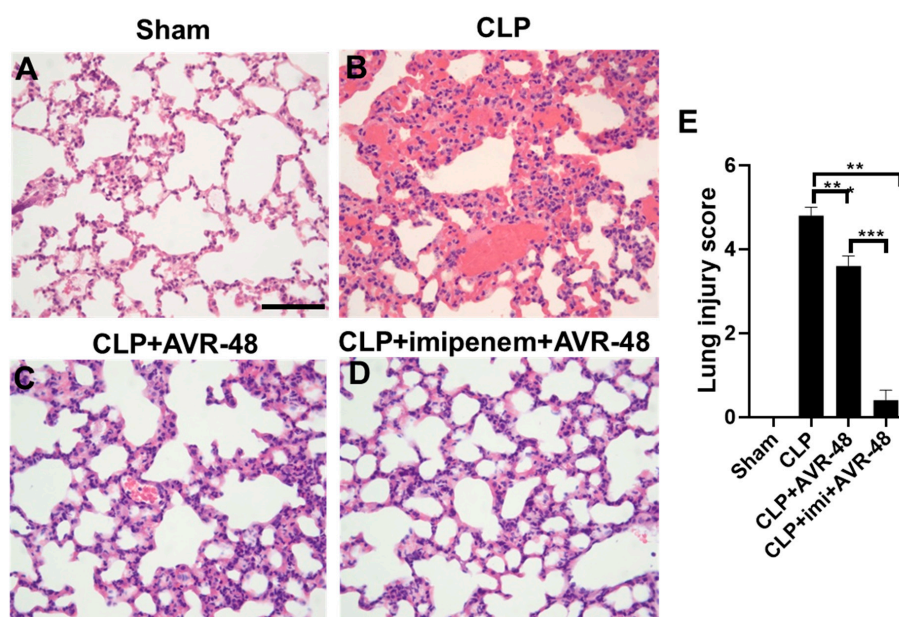 Sham
CLP
A
B
CLP+AVR-48
CLP+imipenem+AVR-48
C
D
E
Lung injury score
6
4
2
0
**
** *
***
Sham
CLP
CLP+AVR-48
CLP+imi+AVR-48